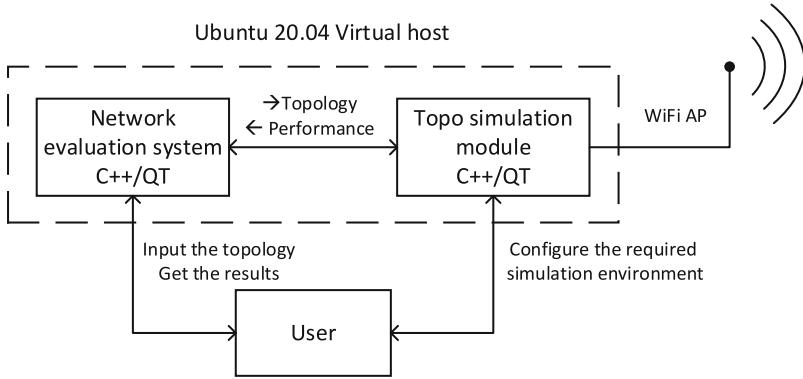 Ubuntu 20.04 Virtual host
Network
evaluation system
C++/QT
→Topology
← Performance
Topo simulation
module
C++/QT
WiFi AP
Input the topology
Get the results
Configure the required
simulation environment
User